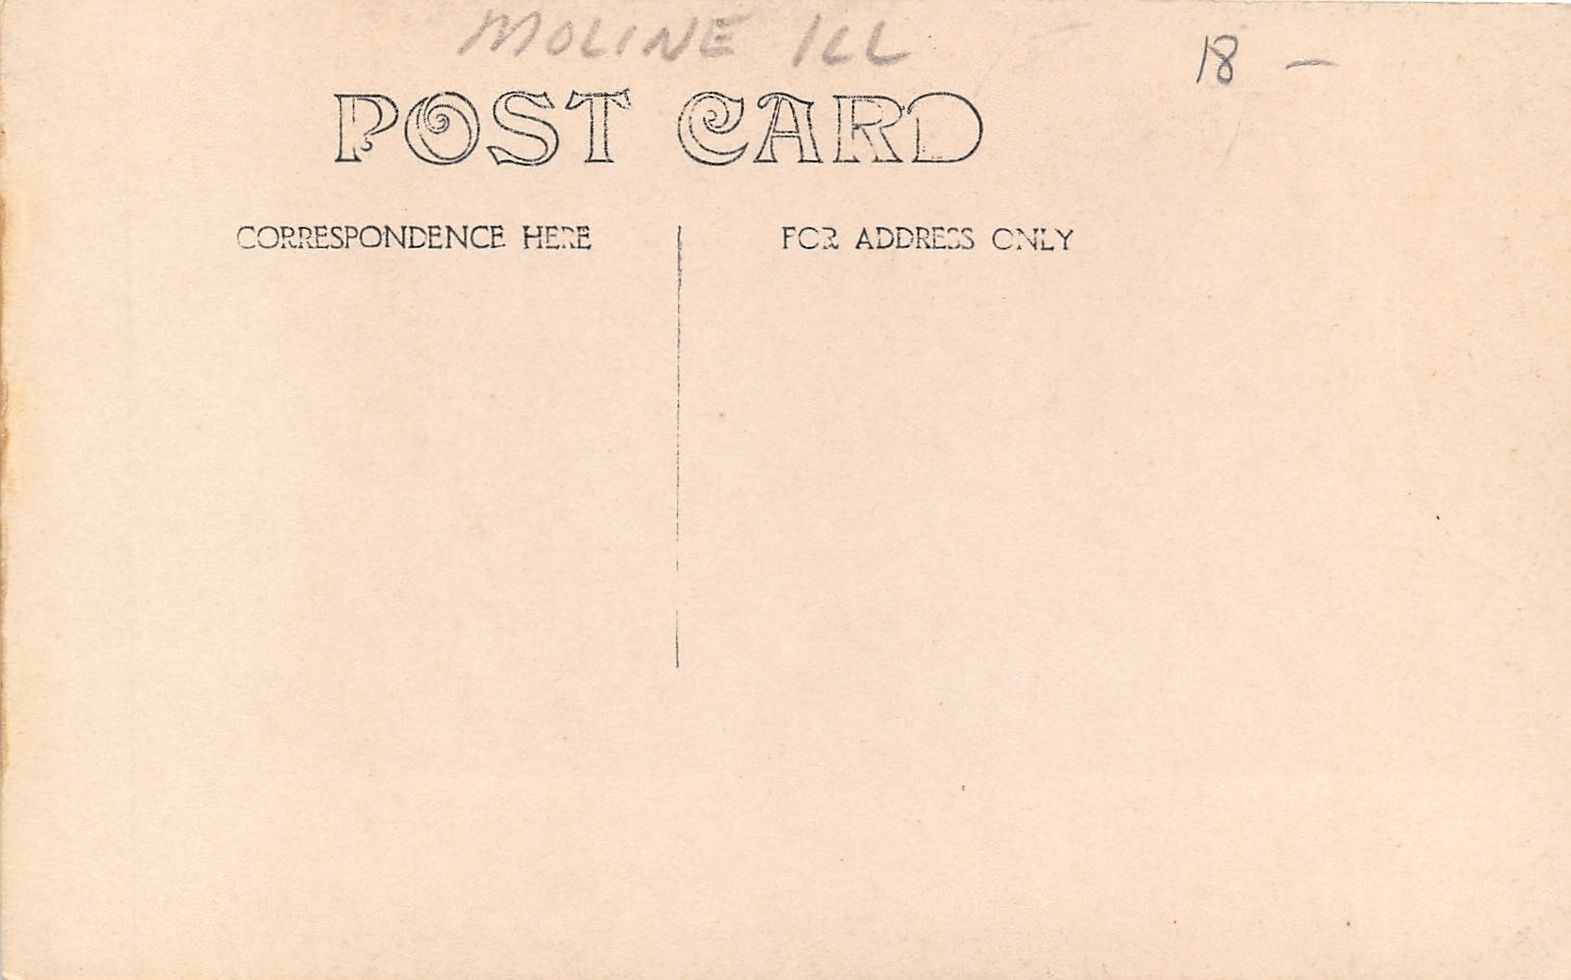 MOLINE ILL
18 –
POST CARD
CORRESPONDENCE HERE
FOR ADDRESS ONLY